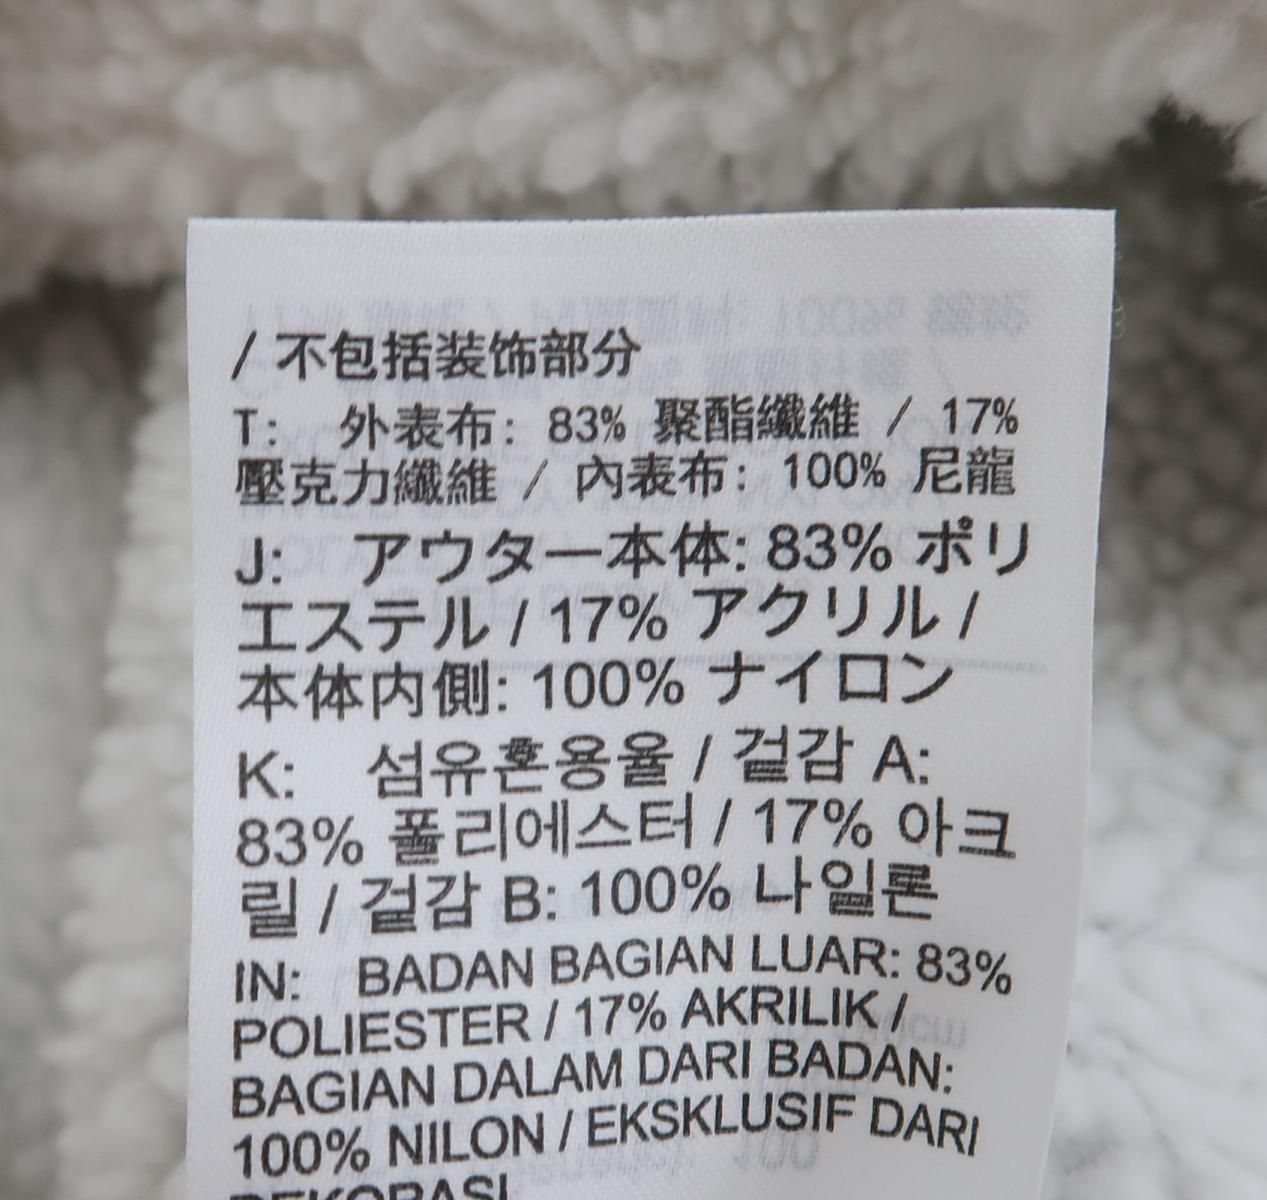 / 不包括装饰部分
T: 外表布: 83% 聚酯纖維 / 17%
壓克力纖維 / 內表布: 100% 尼龍
J: アウター本体: 83% ポリ
エステル / 17% アクリル /
本体内側: 100% ナイロン
K: 섬유혼용율 / 겉감 A:
83% 폴리에스터 / 17% 아크
릴 / 겉감 B: 100% 나일론
IN: BADAN BAGIAN LUAR: 83%
POLIESTER / 17% AKRILIK /
BAGIAN DALAM DARI BADAN:
100% NILON / EKSKLUSIF DARI
DEKORASI